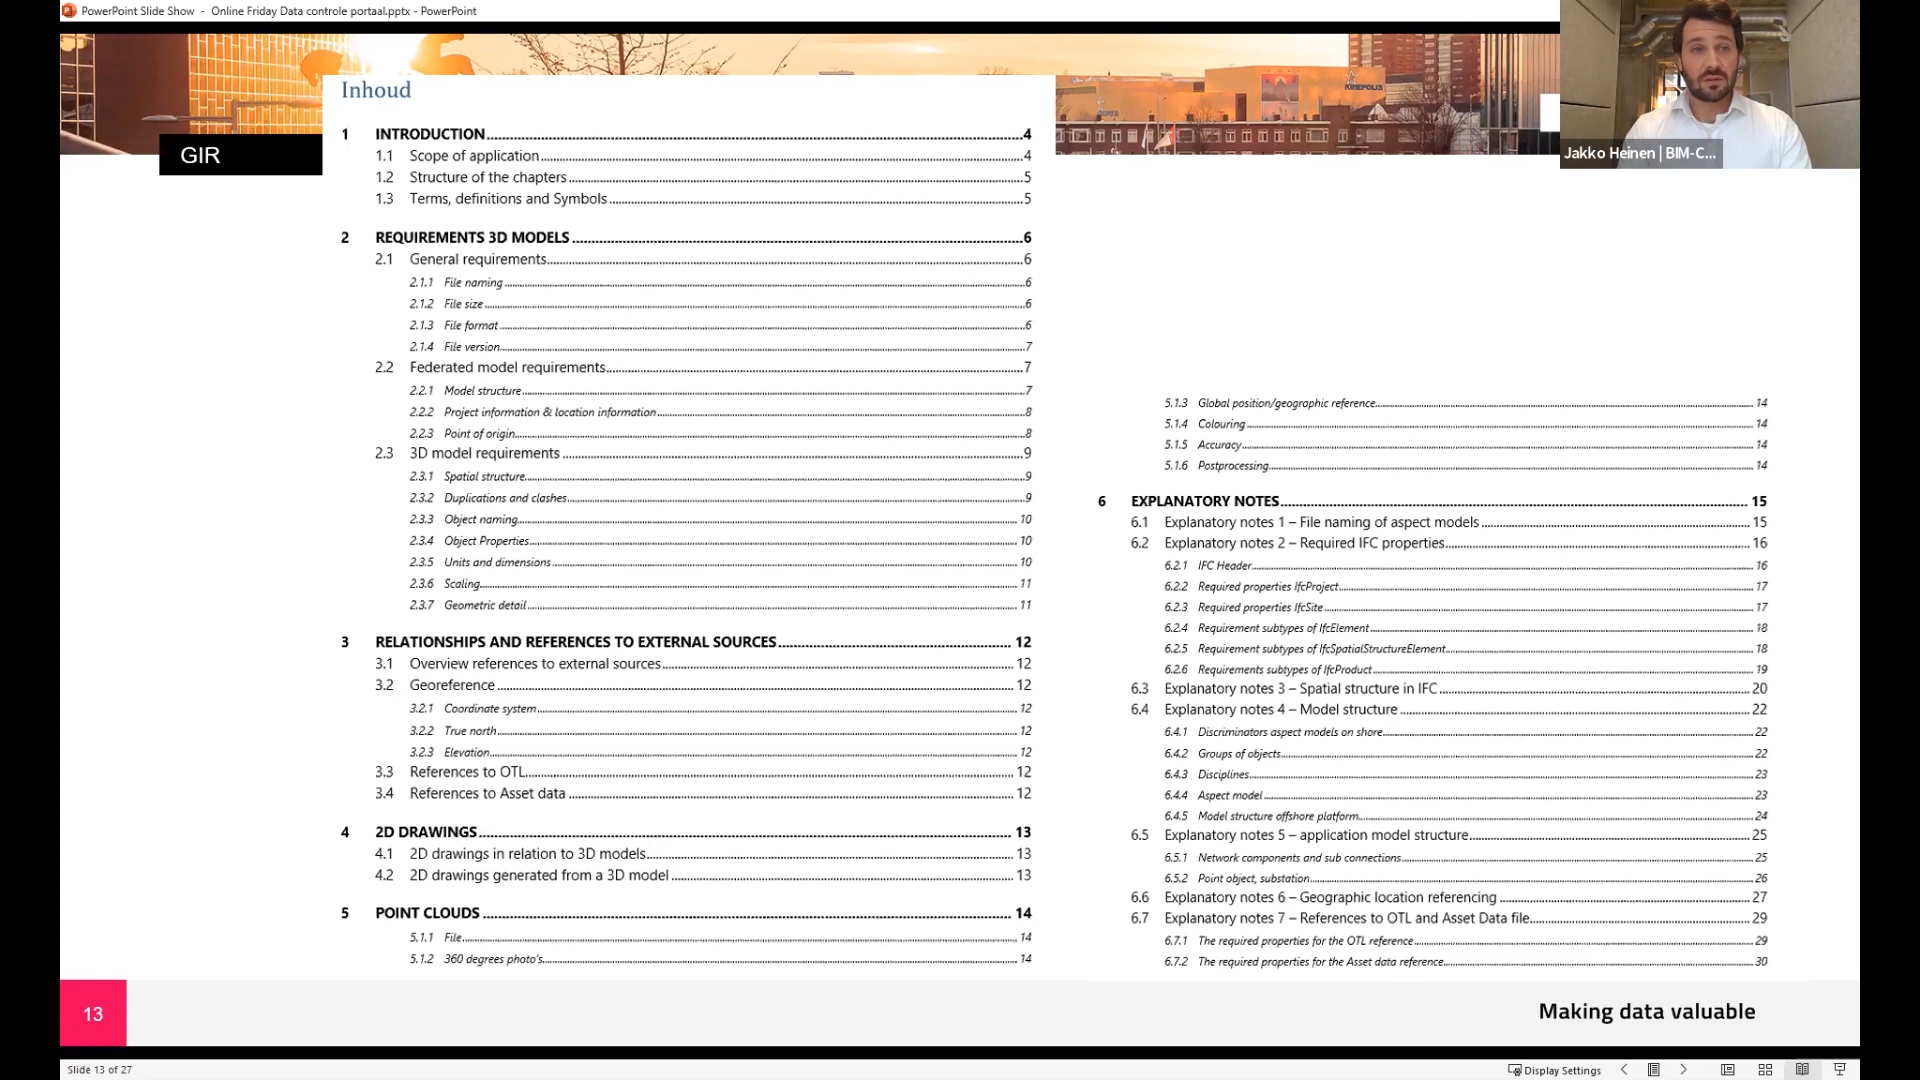 PowerPoint Slide Show - Online Friday Data controle portaal.pptx - PowerPoint
KINEPOLIS
Jakko Heinen | BIM-C...
GIR
Inhoud
1 INTRODUCTION 4
1.1 Scope of application 4
1.2 Structure of the chapters 5
1.3 Terms, definitions and Symbols 5
2 REQUIREMENTS 3D MODELS 6
2.1 General requirements 6
2.1.1 File naming 6
2.1.2 File size 6
2.1.3 File format 6
2.1.4 File version 7
2.2 Federated model requirements 7
2.2.1 Model structure 7
2.2.2 Project information & location information 8
2.2.3 Point of origin 8
2.3 3D model requirements 9
2.3.1 Spatial structure 9
2.3.2 Duplications and clashes 9
2.3.3 Object naming 10
2.3.4 Object Properties 10
2.3.5 Units and dimensions 10
2.3.6 Scaling 11
2.3.7 Geometric detail 11
3 RELATIONSHIPS AND REFERENCES TO EXTERNAL SOURCES 12
3.1 Overview references to external sources 12
3.2 Georeference 12
3.2.1 Coordinate system 12
3.2.2 True north 12
3.2.3 Elevation 12
3.3 References to OTL 12
3.4 References to Asset data 12
4 2D DRAWINGS 13
4.1 2D drawings in relation to 3D models 13
4.2 2D drawings generated from a 3D model 13
5 POINT CLOUDS 14
5.1.1 File 14
5.1.2 360 degrees photo's 14
5.1.3 Global position/geographic reference 14
5.1.4 Colouring 14
5.1.5 Accuracy 14
5.1.6 Postprocessing 14
6 EXPLANATORY NOTES 15
6.1 Explanatory notes 1 – File naming of aspect models 15
6.2 Explanatory notes 2 – Required IFC properties 16
6.2.1 IFC Header 16
6.2.2 Required properties IfcProject 17
6.2.3 Required properties IfcSite 17
6.2.4 Requirement subtypes of IfcElement 18
6.2.5 Requirement subtypes of IfcSpatialStructureElement 18
6.2.6 Requirements subtypes of IfcProduct 19
6.3 Explanatory notes 3 – Spatial structure in IFC 20
6.4 Explanatory notes 4 – Model structure 22
6.4.1 Discriminators aspect models on shore 22
6.4.2 Groups of objects 22
6.4.3 Disciplines 23
6.4.4 Aspect model 23
6.4.5 Model structure offshore platform 24
6.5 Explanatory notes 5 – application model structure 25
6.5.1 Network components and sub connections 25
6.5.2 Point object, substation 26
6.6 Explanatory notes 6 – Geographic location referencing 27
6.7 Explanatory notes 7 – References to OTL and Asset Data file 29
6.7.1 The required properties for the OTL reference 29
6.7.2 The required properties for the Asset data reference 30
13
Making data valuable
Slide 13 of 27
Display Settings